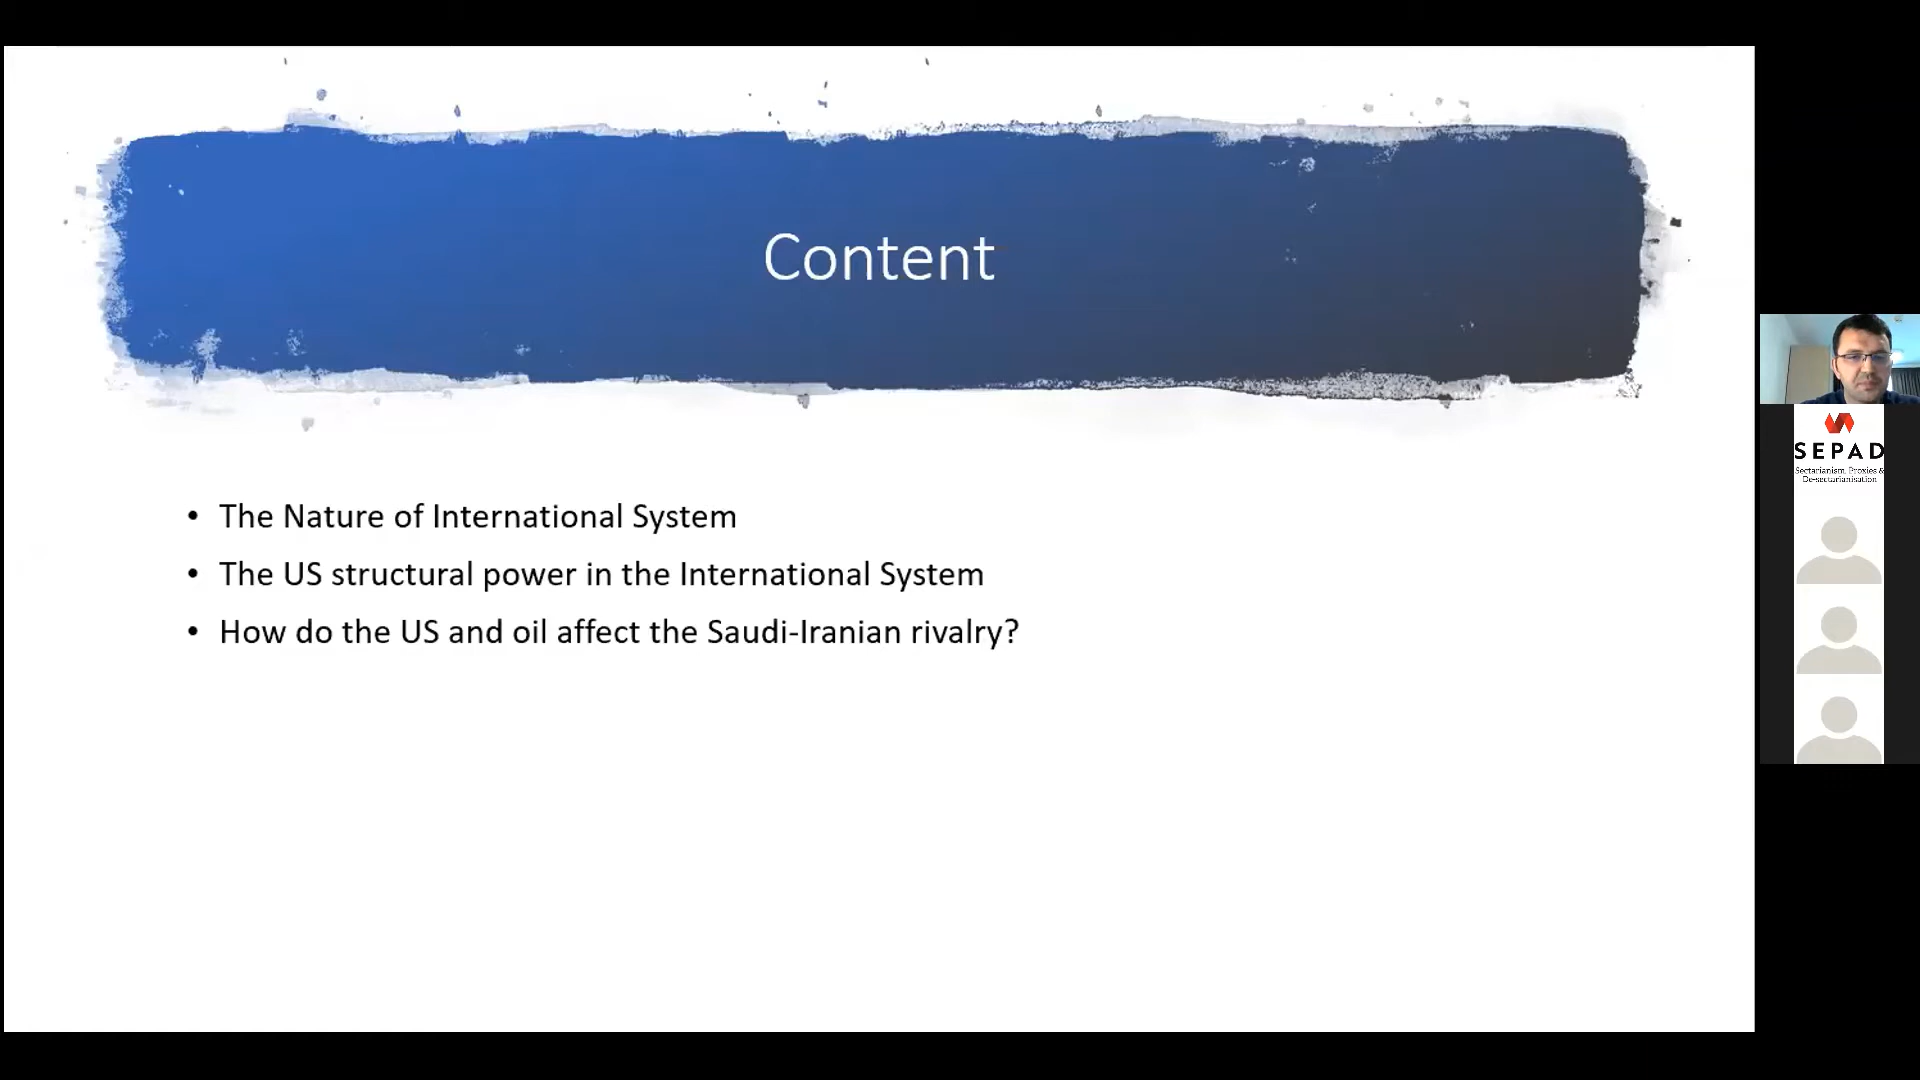 Content
• The Nature of International System
• The US structural power in the International System
• How do the US and oil affect the Saudi-Iranian rivalry?
SEPAD
Sectarianism, Proxies &
De-sectarianisation